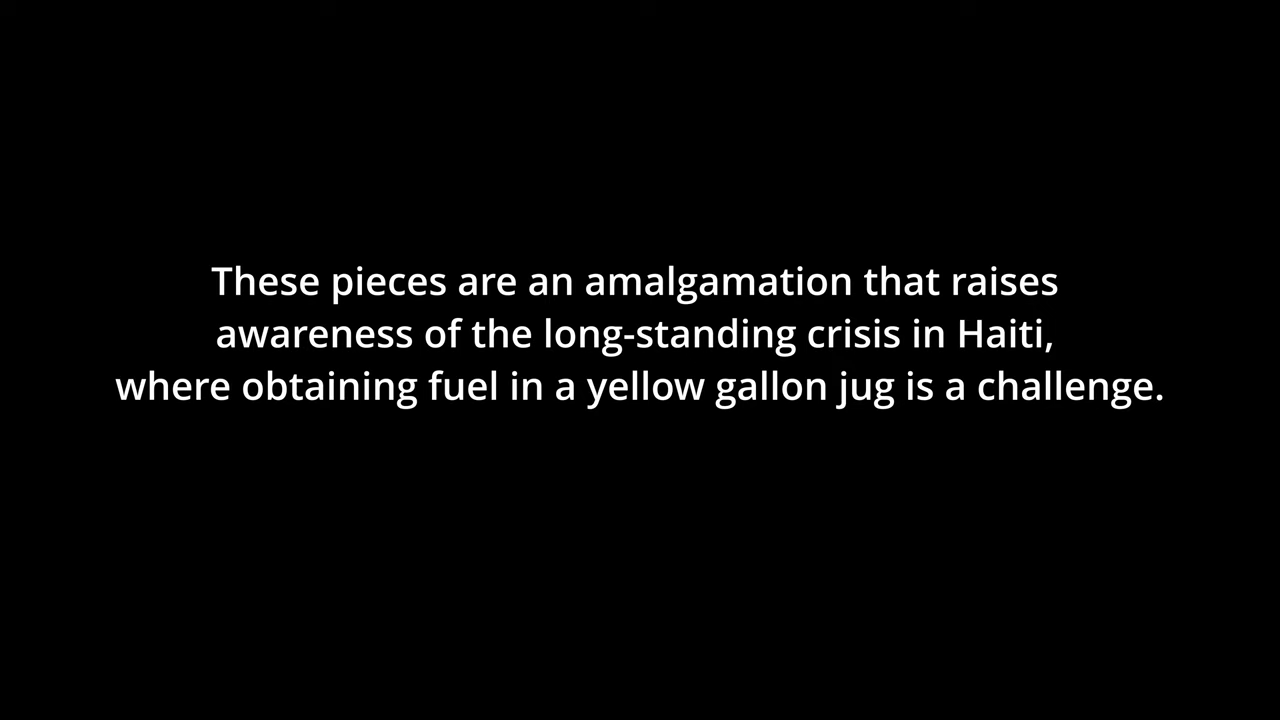 These pieces are an amalgamation that raises
awareness of the long-standing crisis in Haiti,
where obtaining fuel in a yellow gallon jug is a challenge.